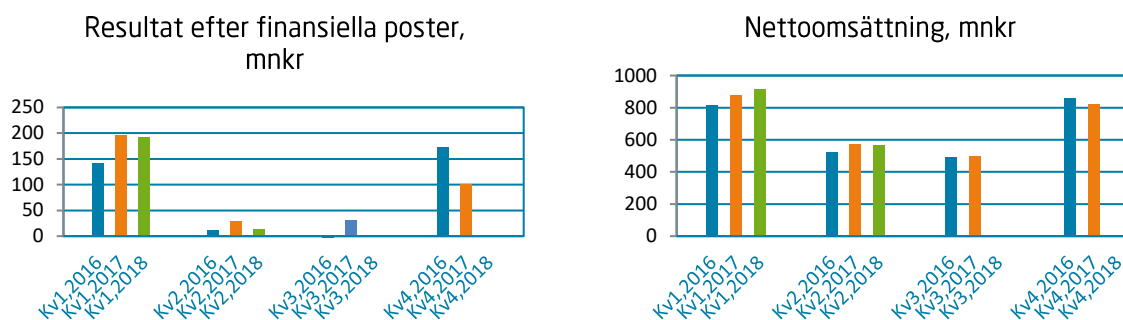 Resultat efter finansiella poster,
mnkr
250
200
150
100
50
0
Kv1,2016
Kv1,2017
Kv1,2018
Kv2,2016
Kv2,2017
Kv2,2018
Kv3,2016
Kv3,2017
Kv3,2018
Kv4,2016
Kv4,2017
Kv4,2018
Nettoomsättning, mnkr
1000
800
600
400
200
0
Kv1,2016
Kv1,2017
Kv1,2018
Kv2,2016
Kv2,2017
Kv2,2018
Kv3,2016
Kv3,2017
Kv3,2018
Kv4,2016
Kv4,2017
Kv4,2018